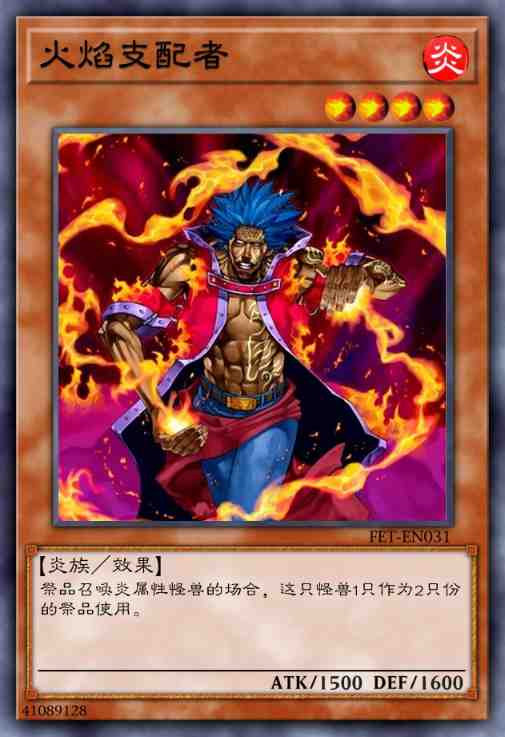 火焰支配者
炎
FET-EN031
【炎族／效果】
祭品召唤炎属性怪兽的场合，这只怪兽1只作为2只份
的祭品使用。
ATK/1500 DEF/1600
41089128